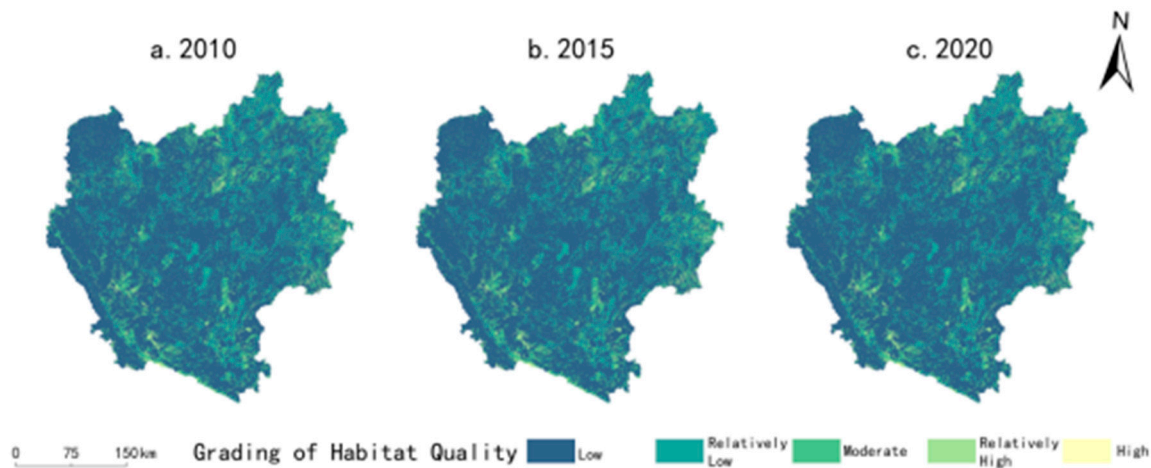 N
a. 2010
b. 2015
c. 2020
0 75 150km
Grading of Habitat Quality
Low
Relatively
Low
Moderate
Relatively
High
High